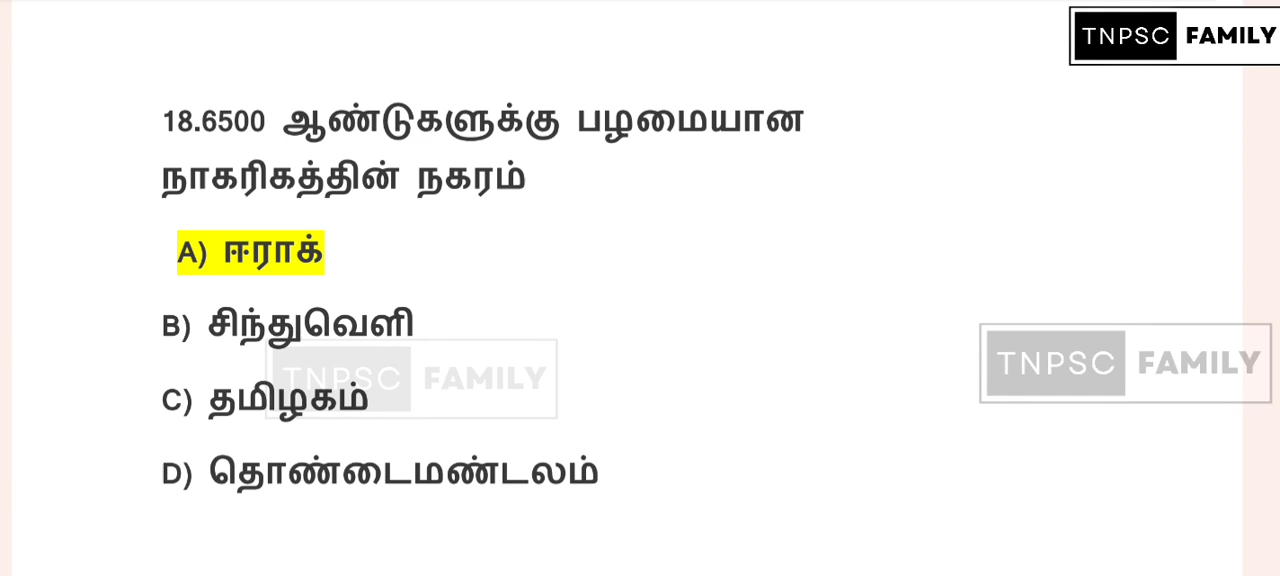 TNPSC FAMILY
18.6500 ஆண்டுகளுக்கு பழமையான
நாகரிகத்தின் நகரம்
A) ஈராக்
B) சிந்துவெளி
TNPSC FAMILY
TNPSC FAMILY
C) தமிழகம்
D) தொண்டைமண்டலம்